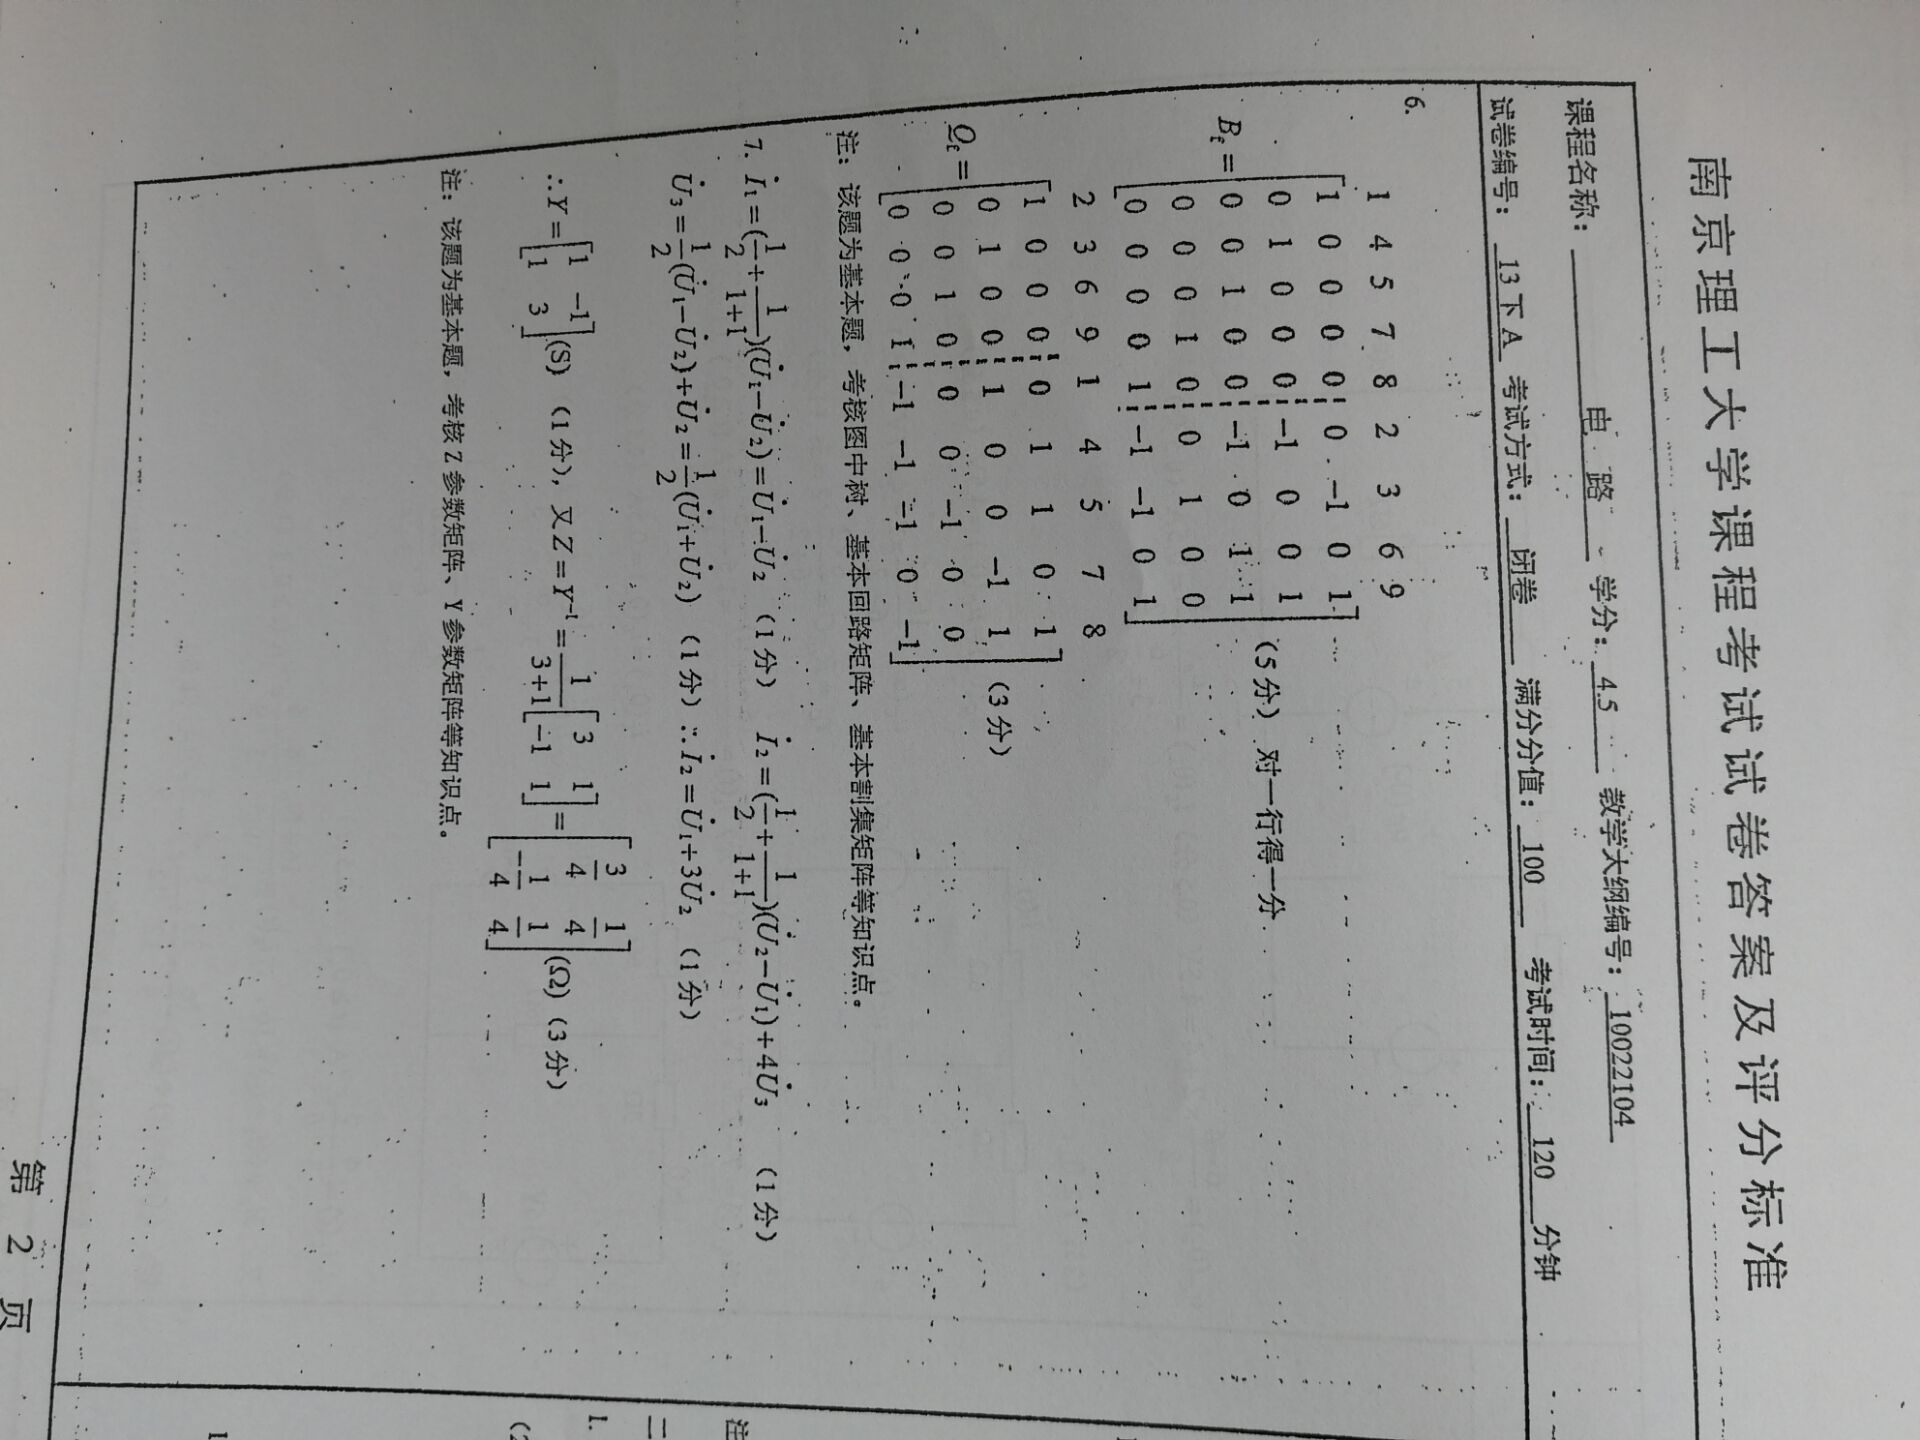 南京理工大学课程考试试卷答案及评分标准
课程名称： 电 路 学分： 4.5 教学大纲编号： 10022104
试卷编号： 13下A 考试方式： 闭卷 满分分值： 100 考试时间： 120 分钟
6.
1 4 5 7 8 2 3 6 9
1 0 0 0 0 0 -1 0 1
0 1 0 0 0 -1 0 0 1
B_f = 0 0 1 0 0 -1 0 1 1 (5分) 对一行得一分
0 0 0 1 0 0 1 0 0
0 0 0 0 1 -1 -1 0 1
2 3 6 9 1 4 5 7 8
1 0 0 0 0 1 1 0 1
Q_f = 0 1 0 0 1 0 0 -1 1 (3分)
0 0 1 0 0 0 -1 0 0
0 0 0 1 -1 -1 -1 0 -1
注：该题为基本题，考核图中树、基本回路矩阵、基本割集矩阵等知识点。
7. İ₁=(1/2+1/(1+1))(U̇₁-U̇₂)=U̇₁-U̇₂ (1分) İ₂=(1/2+1/(1+1))(U̇₂-U̇₁)+4U̇₃ (1分)
U̇₃=1/2(U̇₁-U̇₂)+U̇₂=1/2(U̇₁+U̇₂) (1分) ∴İ₂=U̇₁+3U̇₂ (1分)
∴Y=[1 -1; 1 3](S) (1分)，又Z=Y⁻¹=1/(3+1)[3 1; -1 1]=[3/4 1/4; -1/4 1/4](Ω) (3分)
注：该题为基本题，考核Z参数矩阵、Y参数矩阵等知识点。
第 2 页
注
二
1.
(2
1